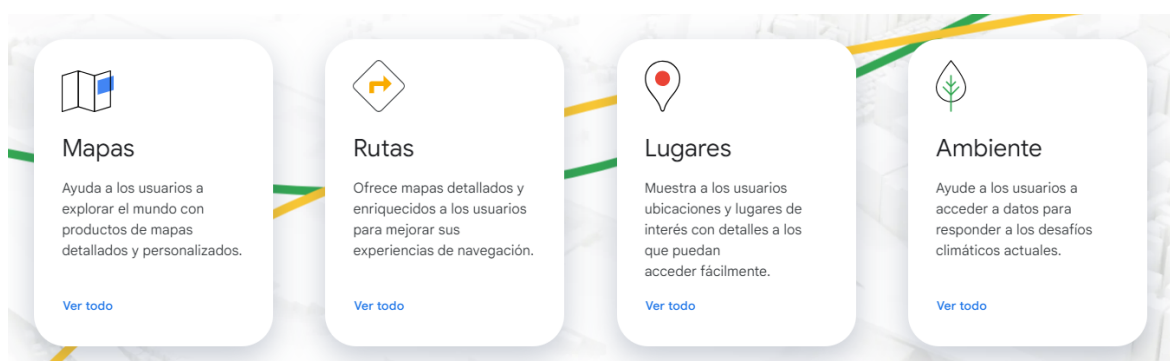 Mapas
Ayuda a los usuarios a
explorar el mundo con
productos de mapas
detallados y personalizados.
Ver todo
Rutas
Ofrece mapas detallados y
enriquecidos a los usuarios
para mejorar sus
experiencias de navegación.
Ver todo
Lugares
Muestra a los usuarios
ubicaciones y lugares de
interés con detalles a los
que puedan
acceder fácilmente.
Ver todo
Ambiente
Ayude a los usuarios a
acceder a datos para
responder a los desafíos
climáticos actuales.
Ver todo